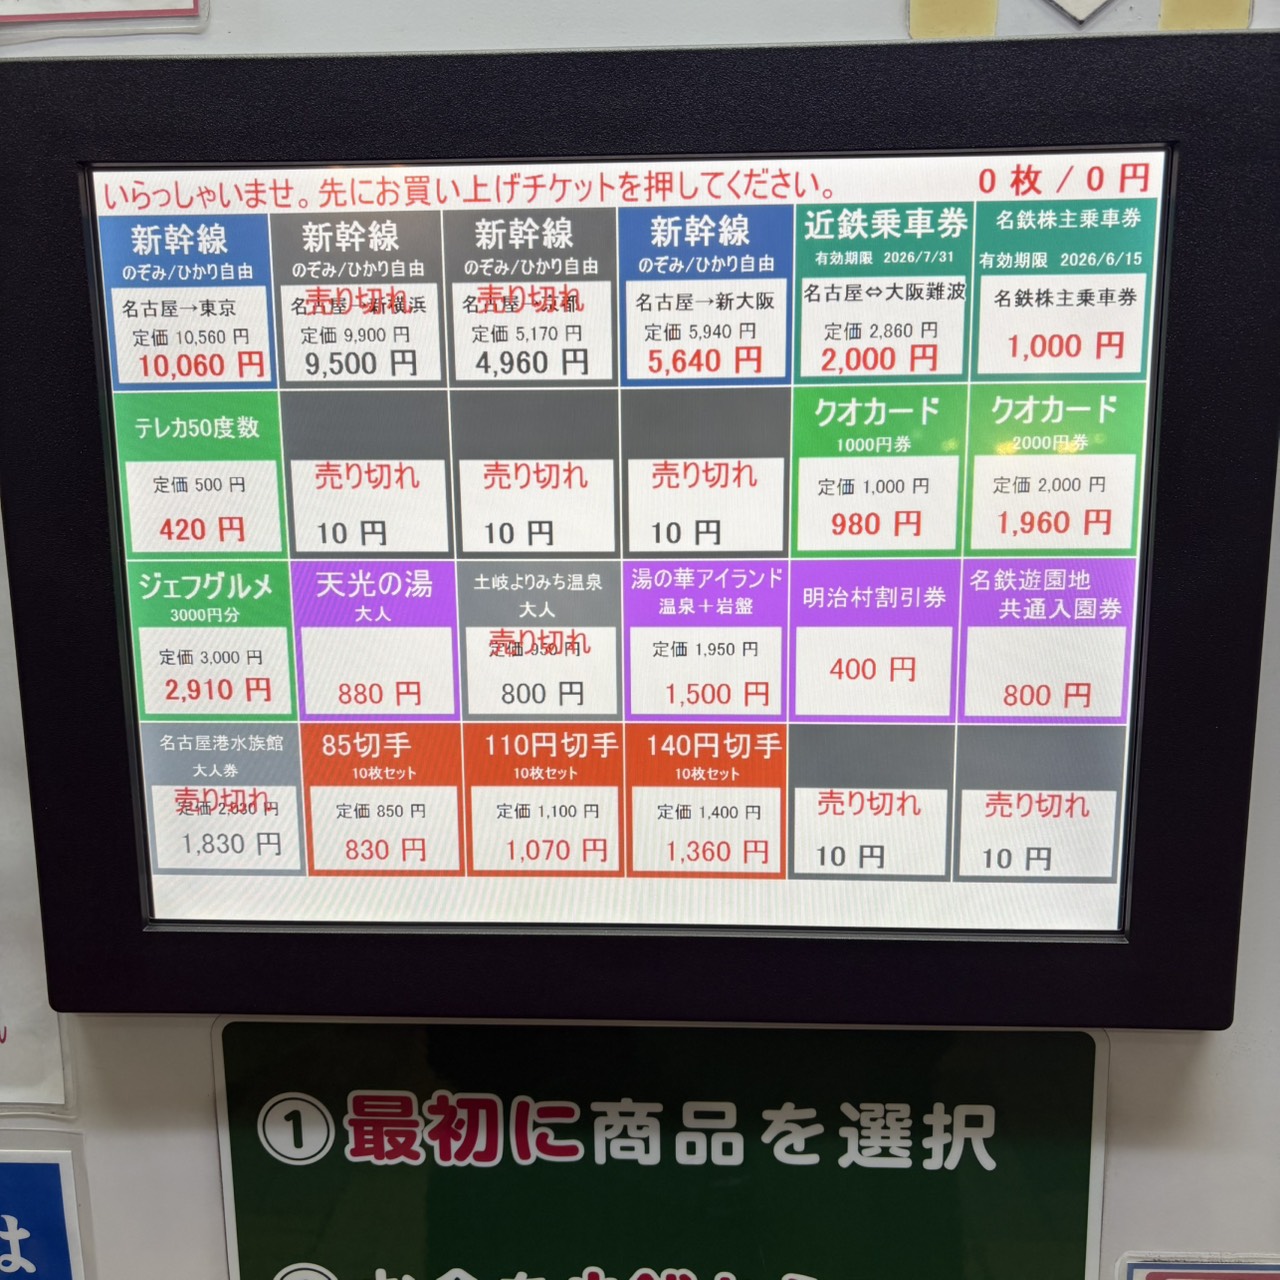 いらっしゃいませ。先にお買い上げチケットを押してください。
0 枚 / 0 円
新幹線
のぞみ/ひかり自由
名古屋→東京
定価 10,560 円
10,060 円
新幹線
のぞみ/ひかり自由
売り切れ
名古屋→新横浜
定価 9,900 円
9,500 円
新幹線
のぞみ/ひかり自由
売り切れ
名古屋→京都
定価 5,170 円
4,960 円
新幹線
のぞみ/ひかり自由
名古屋→新大阪
定価 5,940 円
5,640 円
近鉄乗車券
有効期限 2026/7/31
名古屋⇔大阪難波
定価 2,860 円
2,000 円
名鉄株主乗車券
有効期限 2026/6/15
名鉄株主乗車券
1,000 円
テレカ50度数
定価 500 円
420 円
売り切れ
10 円
売り切れ
10 円
売り切れ
10 円
クオカード
1000円券
定価 1,000 円
980 円
クオカード
2000円券
定価 2,000 円
1,960 円
ジェフグルメ
3000円分
定価 3,000 円
2,910 円
天光の湯
大人
880 円
土岐よりみち温泉
大人
売り切れ
定価 950 円
800 円
湯の華アイランド
温泉＋岩盤
定価 1,950 円
1,500 円
明治村割引券
400 円
名鉄遊園地
共通入園券
800 円
名古屋港水族館
大人券
売り切れ
定価 2,030 円
1,830 円
85切手
10枚セット
定価 850 円
830 円
110円切手
10枚セット
定価 1,100 円
1,070 円
140円切手
10枚セット
定価 1,400 円
1,360 円
売り切れ
10 円
売り切れ
10 円
①最初に商品を選択
は